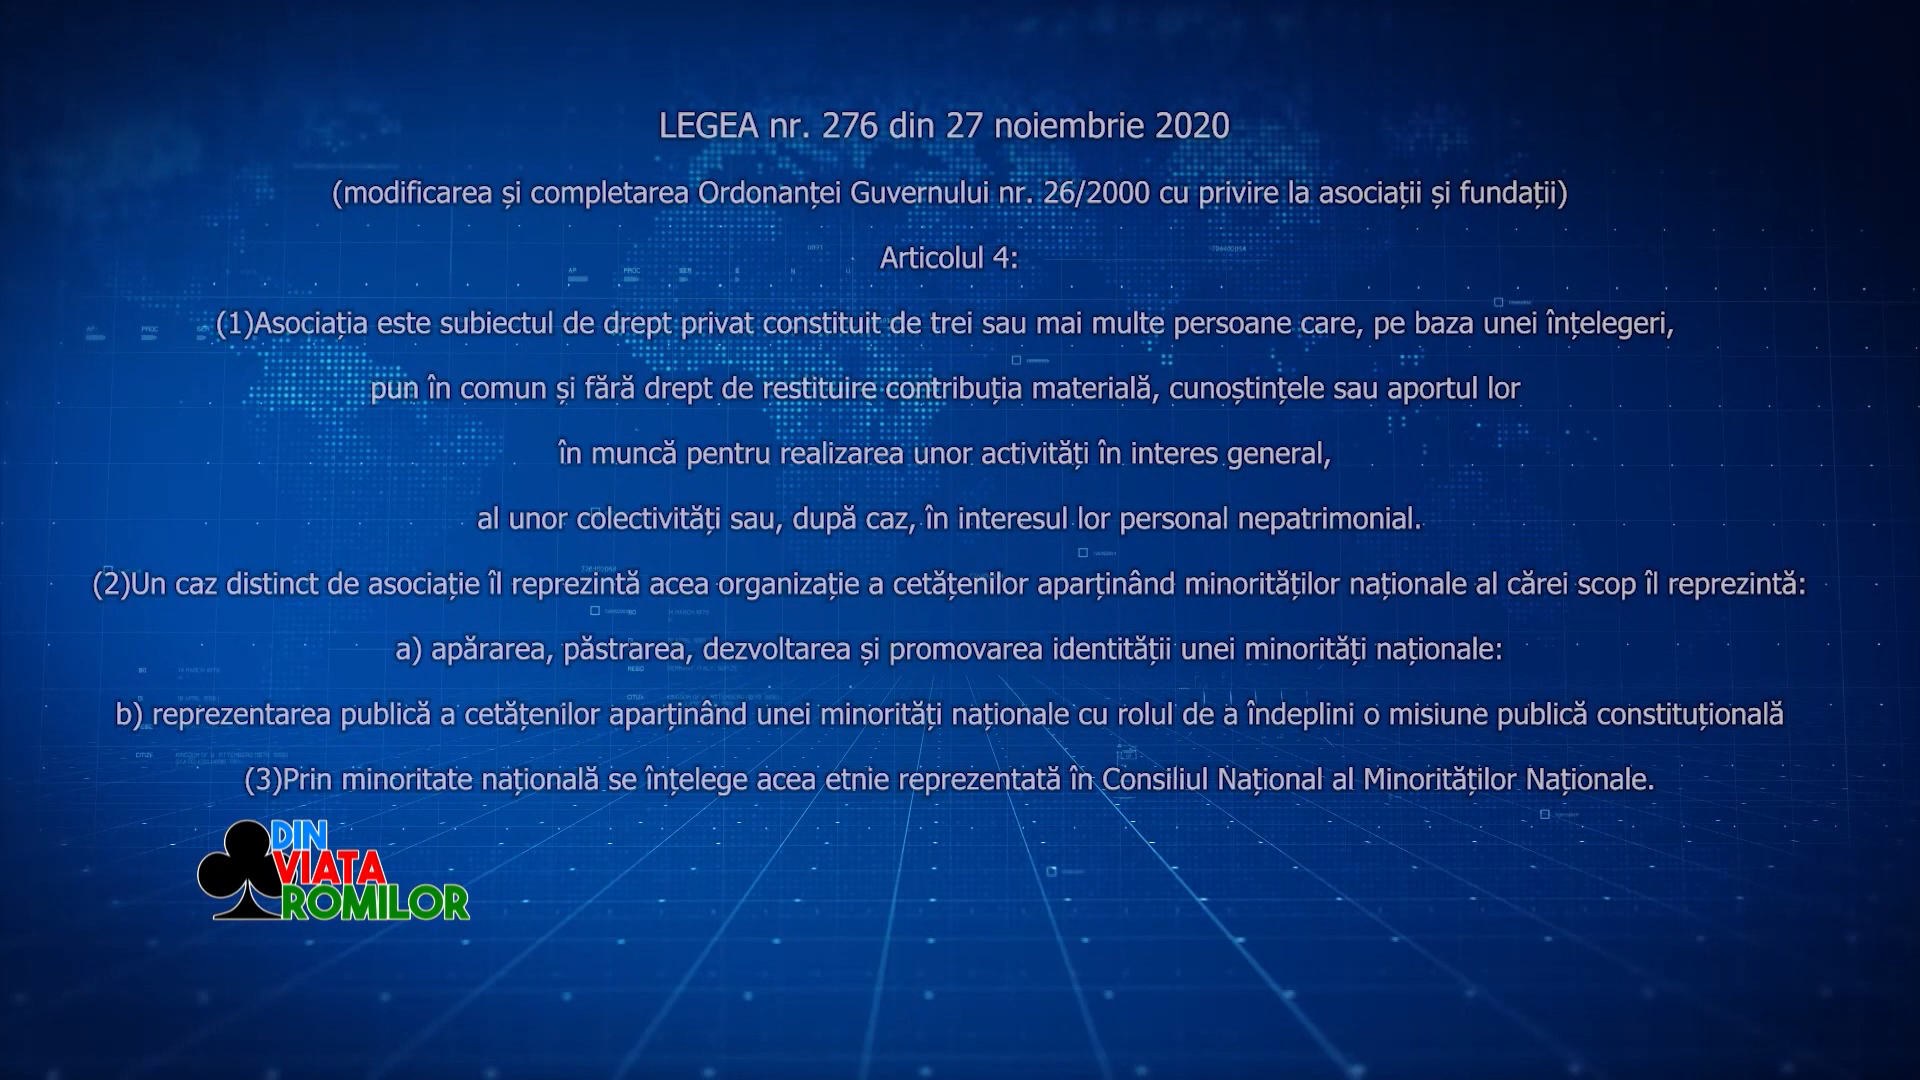 LEGEA nr. 276 din 27 noiembrie 2020
(modificarea și completarea Ordonanței Guvernului nr. 26/2000 cu privire la asociații și fundații)
Articolul 4:
(1)Asociația este subiectul de drept privat constituit de trei sau mai multe persoane care, pe baza unei înțelegeri,
pun în comun și fără drept de restituire contribuția materială, cunoștințele sau aportul lor
în muncă pentru realizarea unor activități în interes general,
al unor colectivități sau, după caz, în interesul lor personal nepatrimonial.
(2)Un caz distinct de asociație îl reprezintă acea organizație a cetățenilor aparținând minorităților naționale al cărei scop îl reprezintă:
a) apărarea, păstrarea, dezvoltarea și promovarea identității unei minorități naționale:
b) reprezentarea publică a cetățenilor aparținând unei minorități naționale cu rolul de a îndeplini o misiune publică constituțională
(3)Prin minoritate națională se înțelege acea etnie reprezentată în Consiliul Național al Minorităților Naționale.
DIN
VIATA
ROMILOR